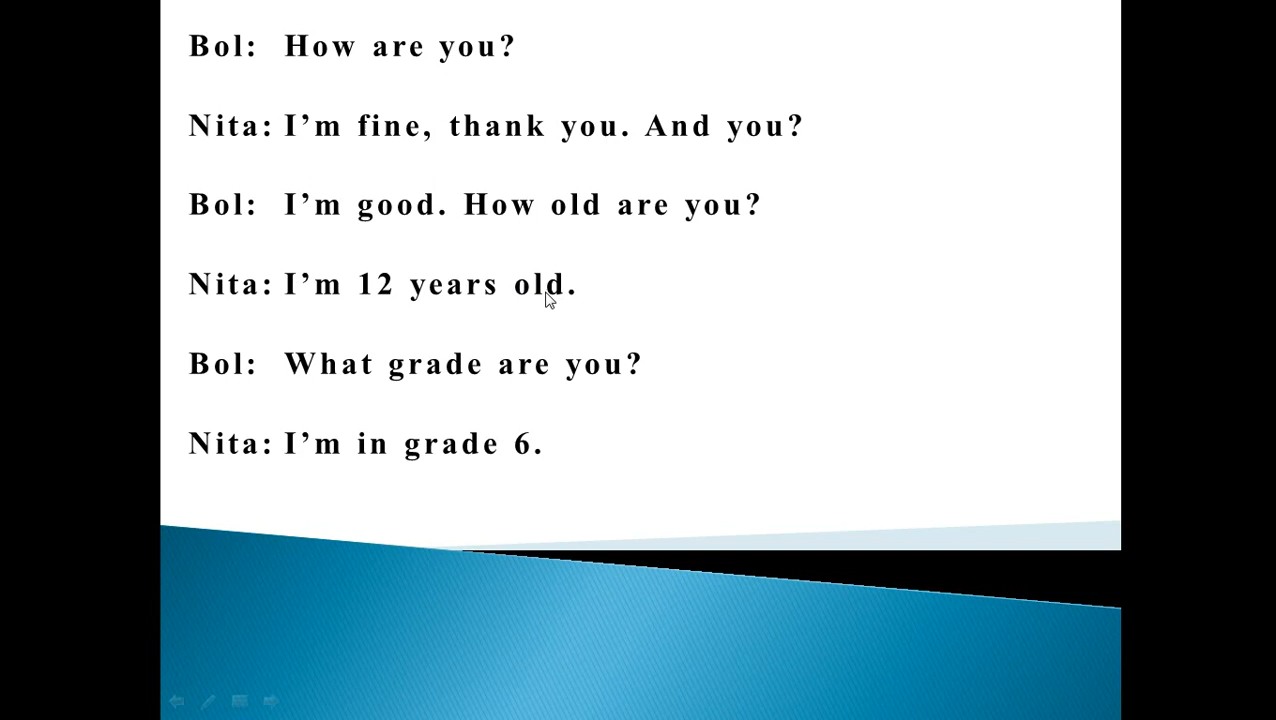 Bol: How are you?
Nita: I’m fine, thank you. And you?
Bol: I’m good. How old are you?
Nita: I’m 12 years old.
Bol: What grade are you?
Nita: I’m in grade 6.